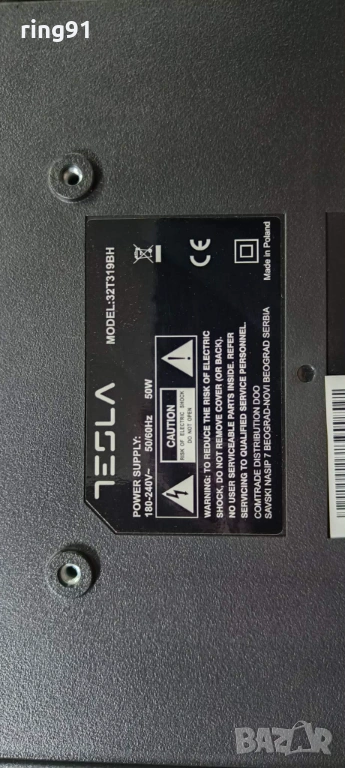 ring91
TESLA
MODEL:32T319BH
POWER SUPPLY:
180-240V~ 50/60Hz 50W
CAUTION
RISK OF ELECTRIC SHOCK
DO NOT OPEN
WARNING: TO REDUCE THE RISK OF ELECTRIC
SHOCK, DO NOT REMOVE COVER (OR BACK).
NO USER SERVICEABLE PARTS INSIDE. REFER
SERVICING TO QUALIFIED SERVICE PERSONNEL.
COMTRADE DISTRIBUTION DOO
SAVSKI NASIP 7 BEOGRAD-NOVI BEOGRAD SERBIA
CE
Made in Poland
BAZAR